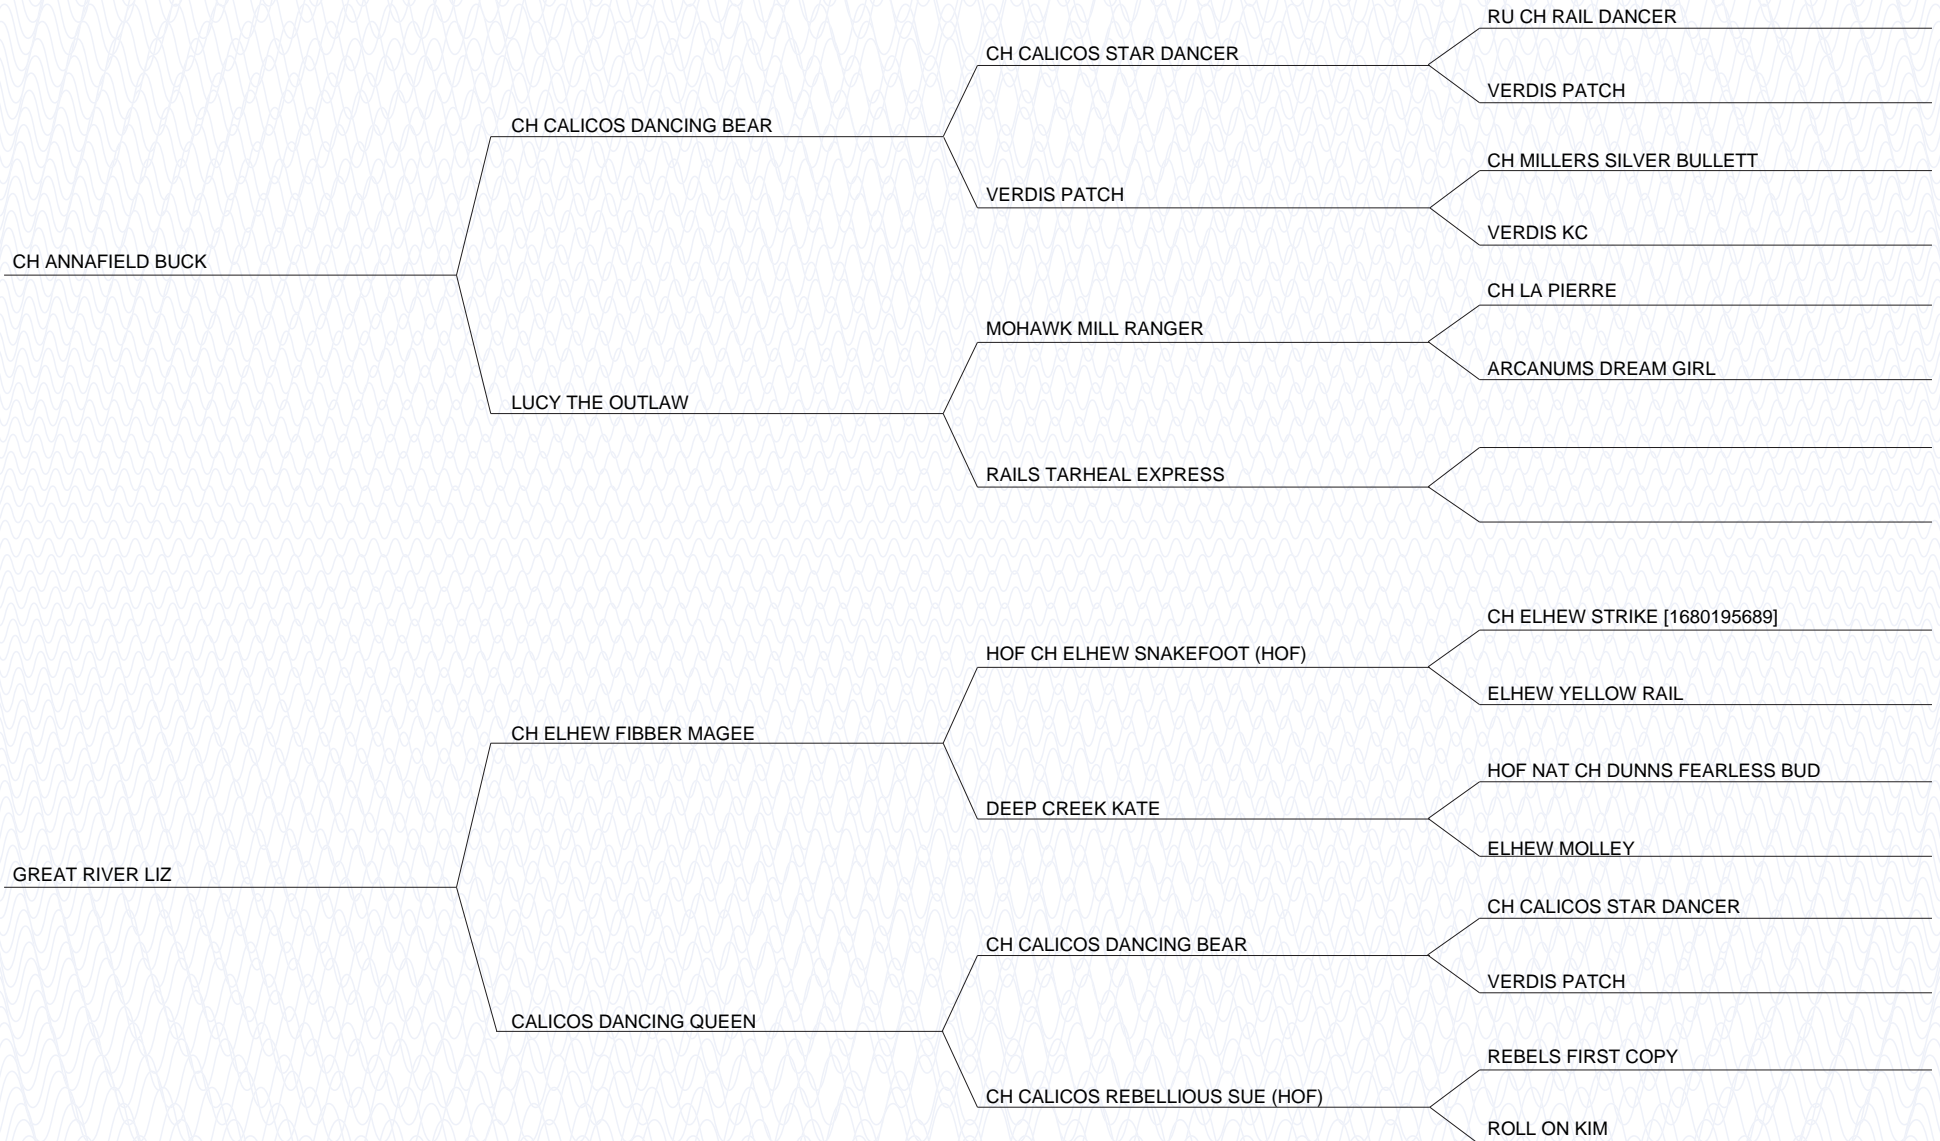 RU CH RAIL DANCER
CH CALICOS STAR DANCER
VERDIS PATCH
CH CALICOS DANCING BEAR
CH MILLERS SILVER BULLETT
VERDIS PATCH
VERDIS KC
CH ANNAFIELD BUCK
CH LA PIERRE
MOHAWK MILL RANGER
ARCANUMS DREAM GIRL
LUCY THE OUTLAW
RAILS TARHEAL EXPRESS
CH ELHEW STRIKE [1680195689]
HOF CH ELHEW SNAKEFOOT (HOF)
ELHEW YELLOW RAIL
CH ELHEW FIBBER MAGEE
HOF NAT CH DUNNS FEARLESS BUD
DEEP CREEK KATE
ELHEW MOLLEY
GREAT RIVER LIZ
CH CALICOS STAR DANCER
CH CALICOS DANCING BEAR
VERDIS PATCH
CALICOS DANCING QUEEN
REBELS FIRST COPY
CH CALICOS REBELLIOUS SUE (HOF)
ROLL ON KIM